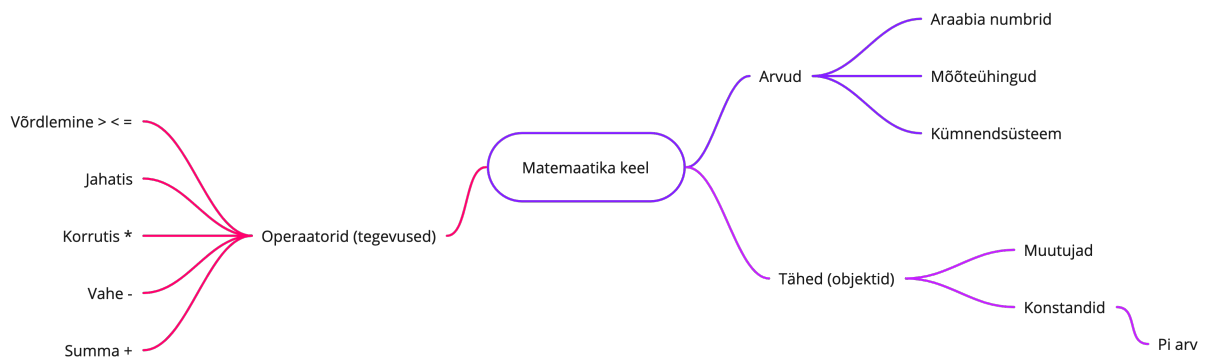 Matemaatika keel
Arvud
Araabia numbrid
Mõõteühingud
Kümnendsüsteem
Tähed (objektid)
Muutujad
Konstandid
Pi arv
Operaatorid (tegevused)
Võrdlemine > < =
Jahatis
Korrutis *
Vahe -
Summa +